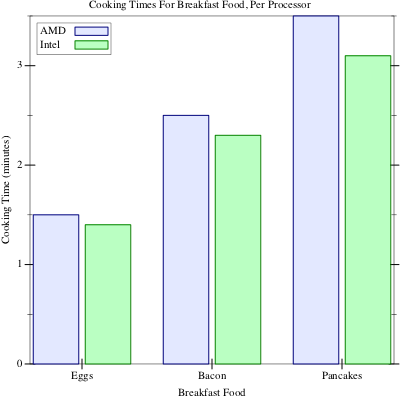 Cooking Times For Breakfast Food, Per Processor
AMD
Intel
3
2
1
0
Cooking Time (minutes)
Eggs Bacon Pancakes
Breakfast Food